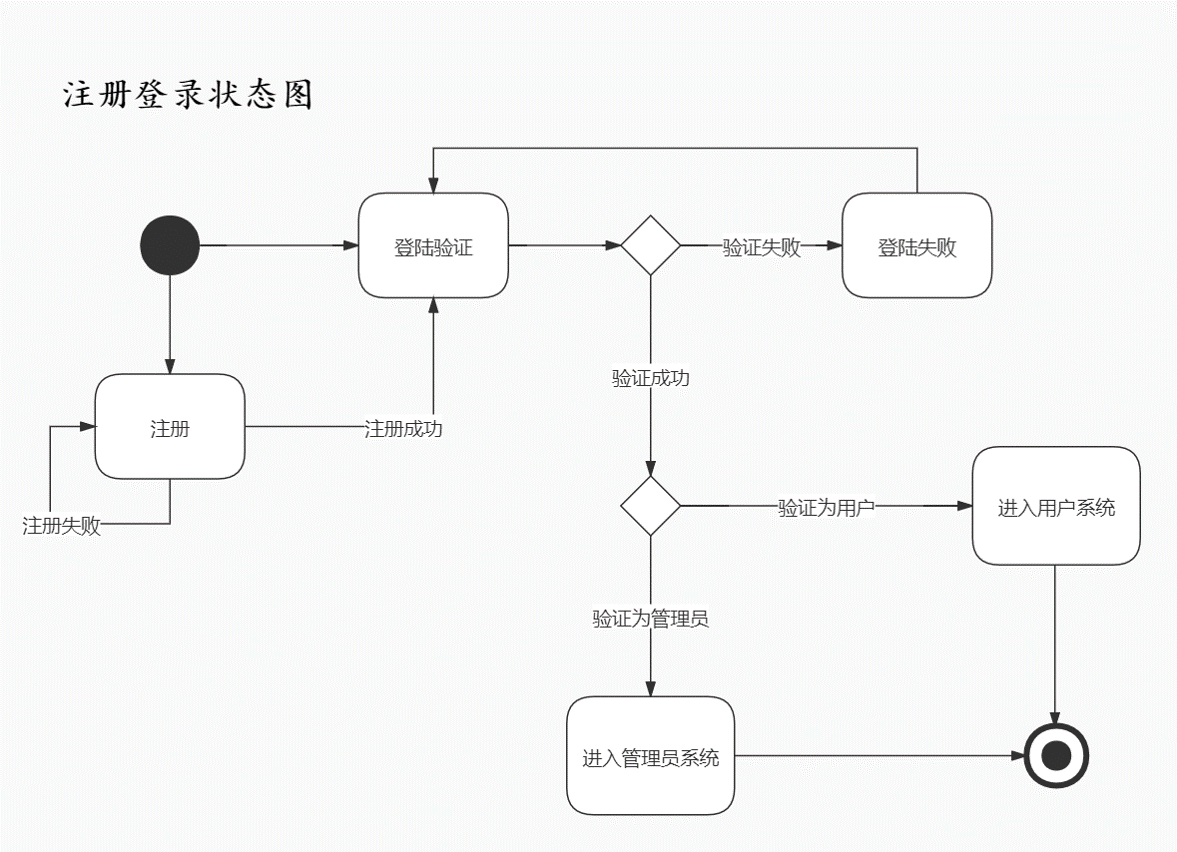 注册登录状态图
登陆验证
验证失败
登陆失败
验证成功
注册
注册成功
注册失败
验证为用户
进入用户系统
验证为管理员
进入管理员系统